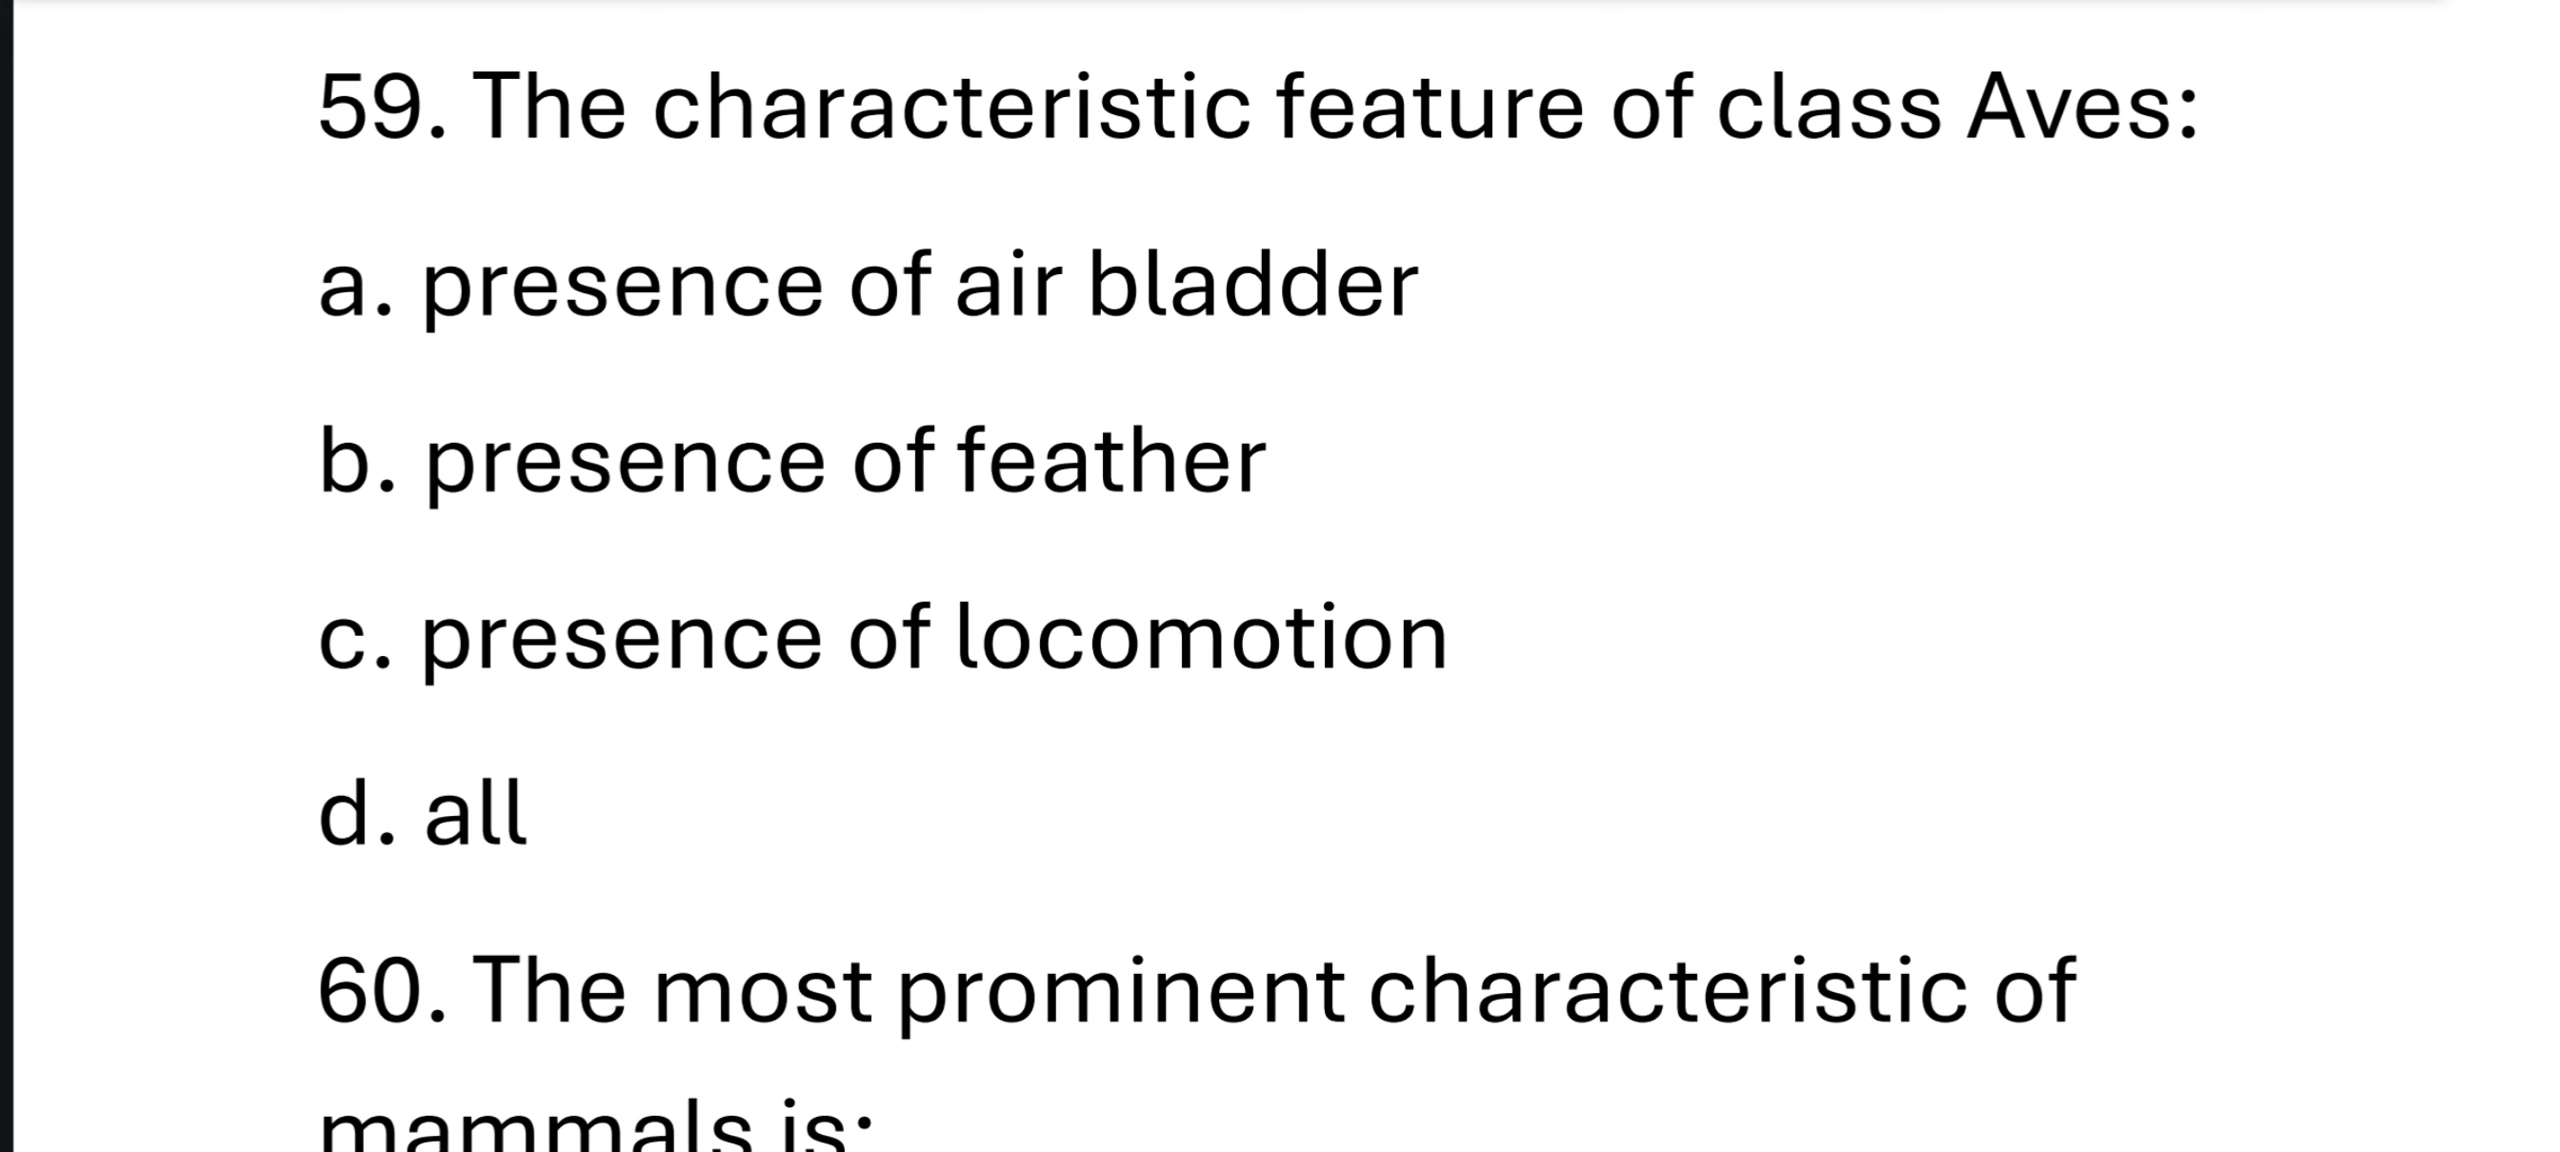 59. The characteristic feature of class Aves:
a. presence of air bladder
b. presence of feather
c. presence of locomotion
d. all
60. The most prominent characteristic of
mammals is: